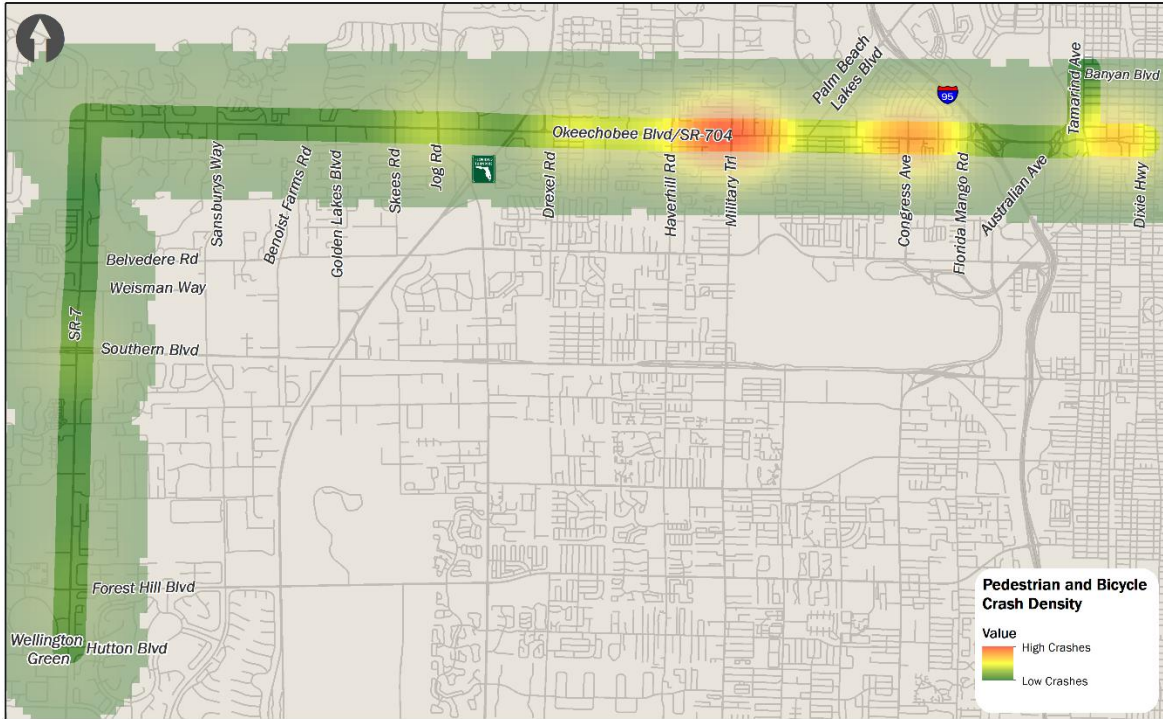 Palm Beach
Lakes Blvd
Tamarind Ave
Banyan Blvd
95
Okeechobee Blvd/SR-704
Sansburys Way
Benoist Farms Rd
Golden Lakes Blvd
Skees Rd
Jog Rd
Drexel Rd
Haverhill Rd
Military Trl
Congress Ave
Florida Mango Rd
Australian Ave
Dixie Hwy
Belvedere Rd
Weisman Way
SR-7
Southern Blvd
Forest Hill Blvd
Wellington
Green
Hutton Blvd
Pedestrian and Bicycle
Crash Density
Value
High Crashes
Low Crashes